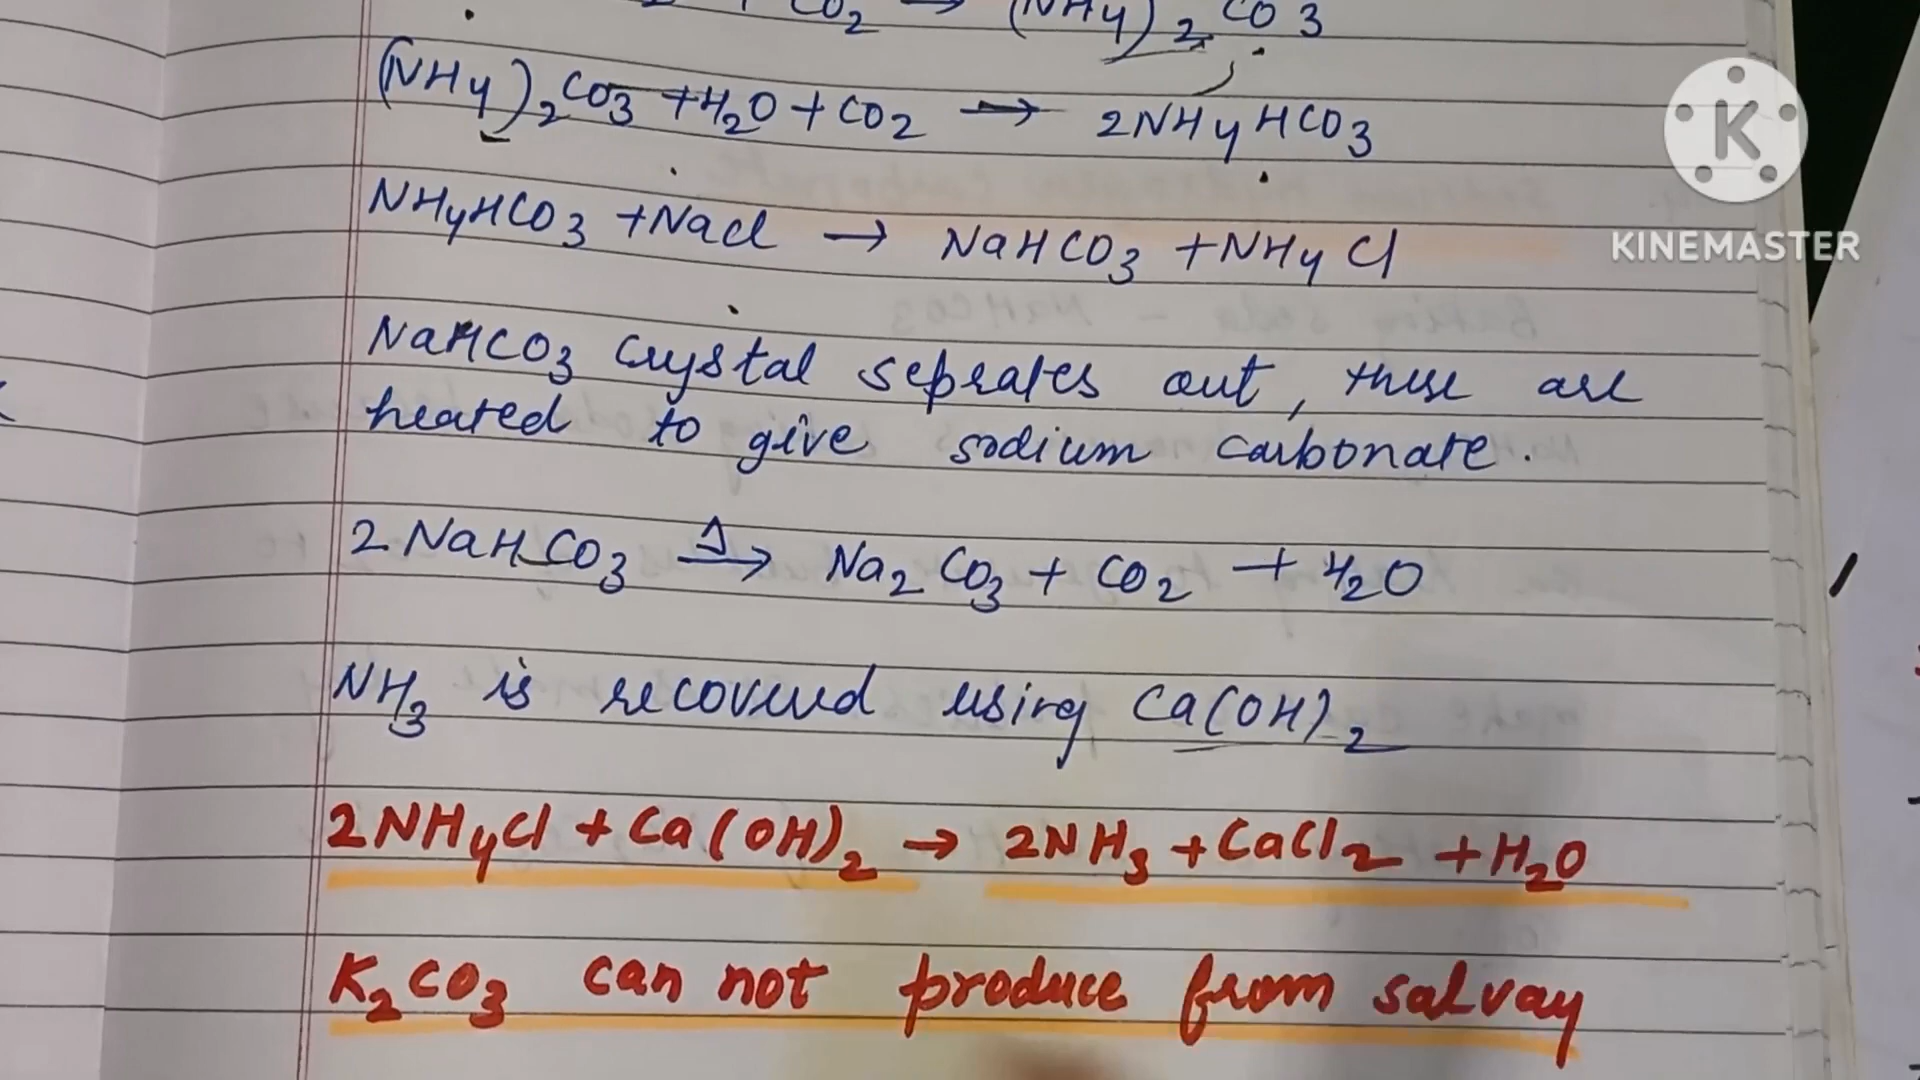 CO2 → (NH4)2CO3
(NH4)2CO3 + H2O + CO2 → 2NH4HCO3
K
KINEMASTER
NH4HCO3 + NaCl → NaHCO3 + NH4Cl
NaHCO3 crystal seprates out, these are
heated to give sodium carbonate.
2NaHCO3 Δ→ Na2CO3 + CO2 + H2O
NH3 is recovered using Ca(OH)2
2NH4Cl + Ca(OH)2 → 2NH3 + CaCl2 + H2O
K2CO3 can not produce from salvay